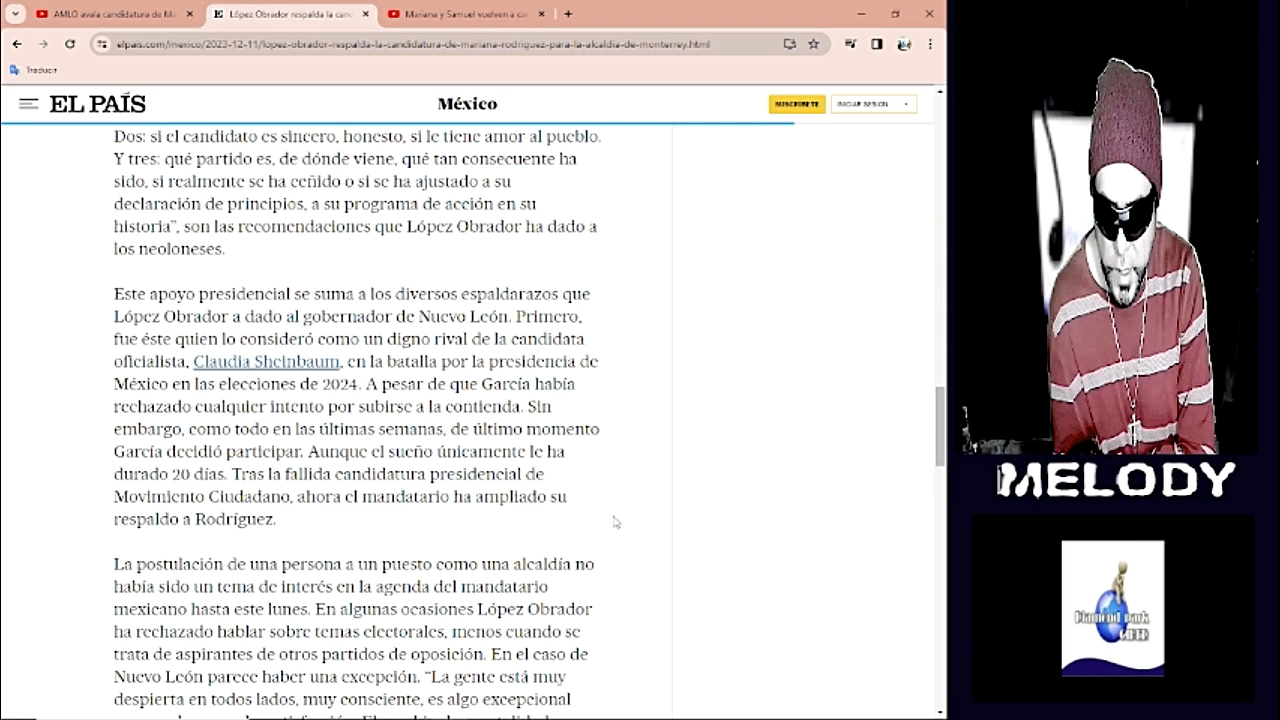 AMLO avala candidatura de Ma
López Obrador respalda la cand
Mariana y Samuel vuelven a ca
elpais.com/mexico/2023-12-11/lopez-obrador-respalda-la-candidatura-de-mariana-rodriguez-para-la-alcaldia-de-monterrey.html
Traducir
EL PAÍS
México
SUSCRÍBETE
INICIAR SESIÓN
Dos: si el candidato es sincero, honesto, si le tiene amor al pueblo.
Y tres: qué partido es, de dónde viene, qué tan consecuente ha
sido, si realmente se ha ceñido o si se ha ajustado a su
declaración de principios, a su programa de acción en su
historia”, son las recomendaciones que López Obrador ha dado a
los neoloneses.
Este apoyo presidencial se suma a los diversos espaldarazos que
López Obrador a dado al gobernador de Nuevo León. Primero,
fue éste quien lo consideró como un digno rival de la candidata
oficialista, Claudia Sheinbaum, en la batalla por la presidencia de
México en las elecciones de 2024. A pesar de que García había
rechazado cualquier intento por subirse a la contienda. Sin
embargo, como todo en las últimas semanas, de último momento
García decidió participar. Aunque el sueño únicamente le ha
durado 20 días. Tras la fallida candidatura presidencial de
Movimiento Ciudadano, ahora el mandatario ha ampliado su
respaldo a Rodríguez.
La postulación de una persona a un puesto como una alcaldía no
había sido un tema de interés en la agenda del mandatario
mexicano hasta este lunes. En algunas ocasiones López Obrador
ha rechazado hablar sobre temas electorales, menos cuando se
trata de aspirantes de otros partidos de oposición. En el caso de
Nuevo León parece haber una excepción. “La gente está muy
despierta en todos lados, muy consciente, es algo excepcional
MELODY
Diamond park